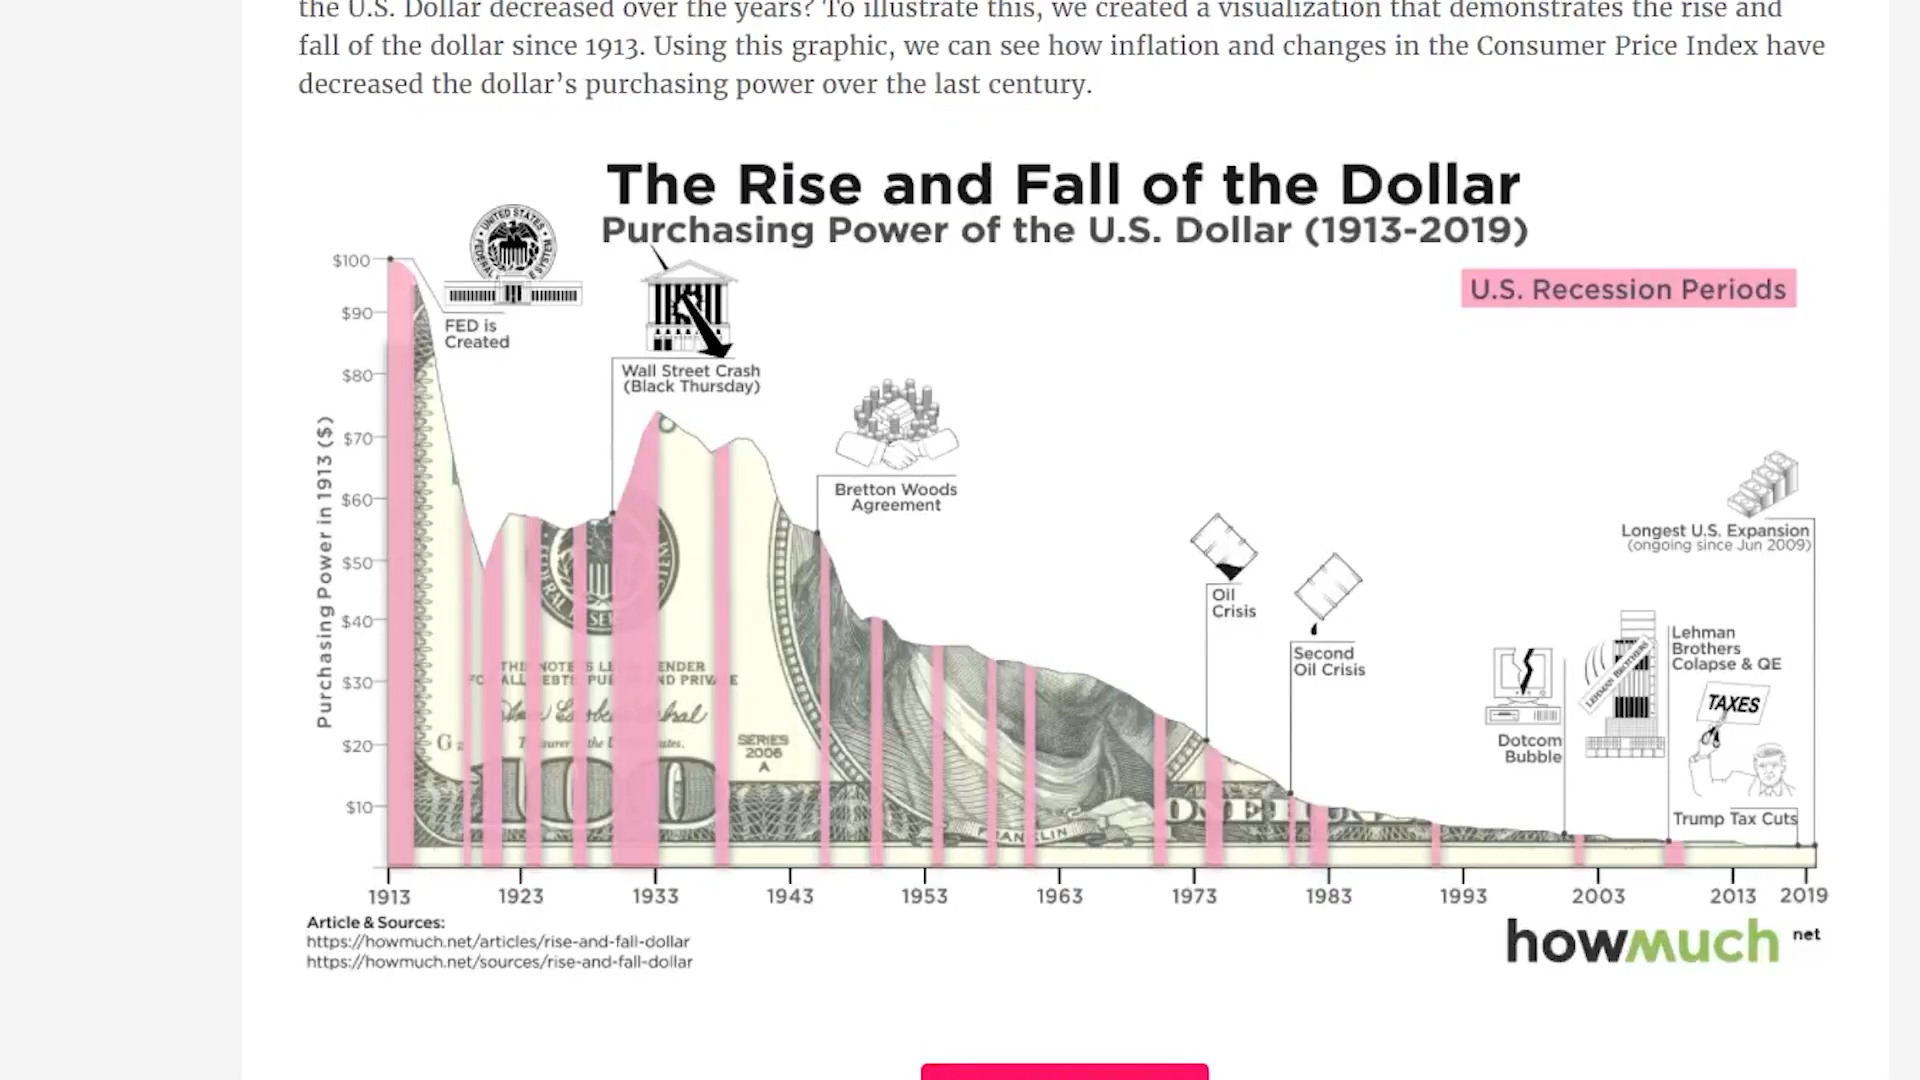 the U.S. Dollar decreased over the years? To illustrate this, we created a visualization that demonstrates the rise and
fall of the dollar since 1913. Using this graphic, we can see how inflation and changes in the Consumer Price Index have
decreased the dollar’s purchasing power over the last century.
The Rise and Fall of the Dollar
Purchasing Power of the U.S. Dollar (1913-2019)
U.S. Recession Periods
UNITED STATES
FEDERAL
SYSTEM
FED is
Created
Wall Street Crash
(Black Thursday)
Bretton Woods
Agreement
Oil
Crisis
Second
Oil Crisis
Longest U.S. Expansion
(ongoing since Jun 2009)
Dotcom
Bubble
LEHMAN BROTHERS
Lehman
Brothers
Colapse & QE
TAXES
Trump Tax Cuts
Purchasing Power in 1913 ($)
$100
$90
$80
$70
$60
$50
$40
$30
$20
$10
SERIES
2006
A
FRANKLIN
1913
1923
1933
1943
1953
1963
1973
1983
1993
2003
2013
2019
Article & Sources:
https://howmuch.net/articles/rise-and-fall-dollar
https://howmuch.net/sources/rise-and-fall-dollar
howmuch net